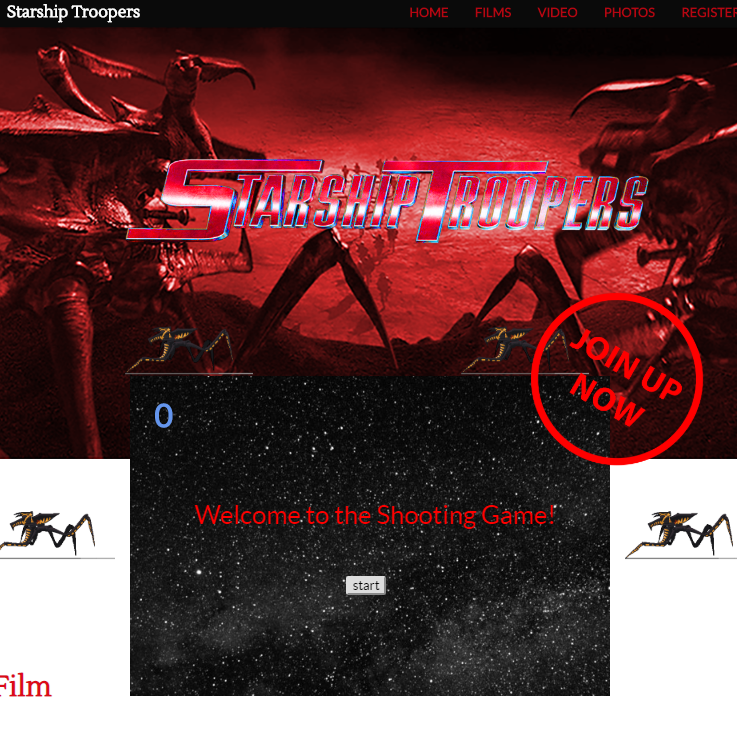 Starship Troopers
HOME FILMS VIDEO PHOTOS REGISTER
STARSHIP TROOPERS
JOIN UP
NOW
0
Welcome to the Shooting Game!
start
Film